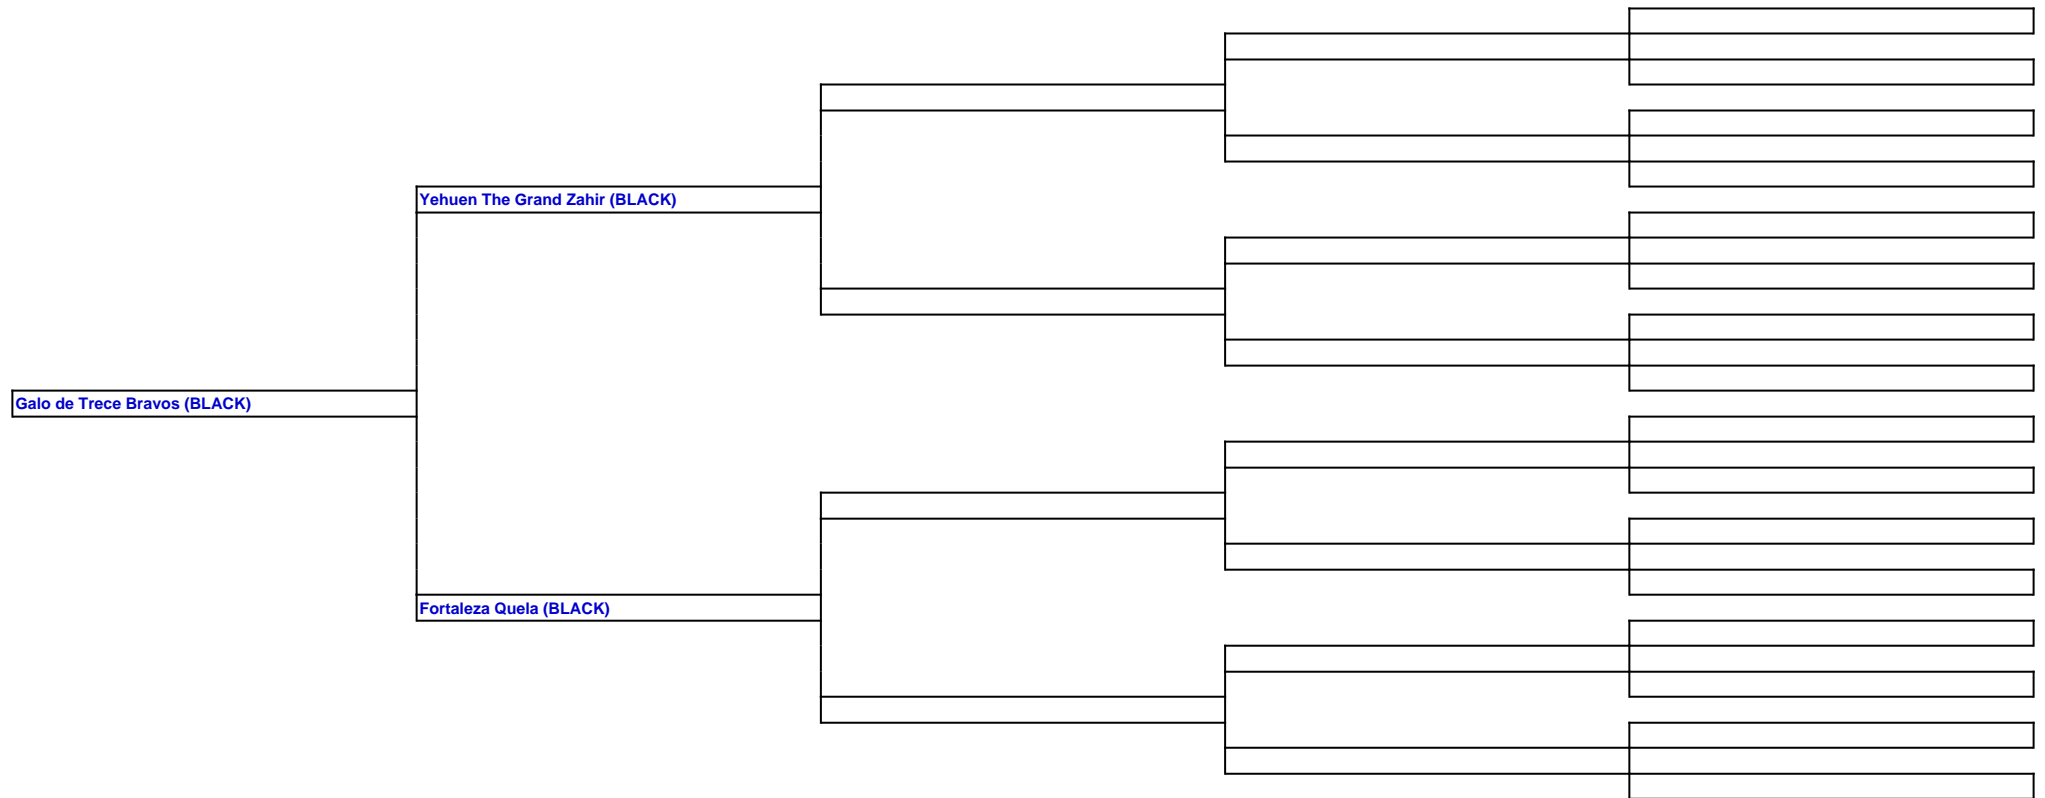 Yehuen The Grand Zahir (BLACK)
Galo de Trece Bravos (BLACK)
Fortaleza Quela (BLACK)